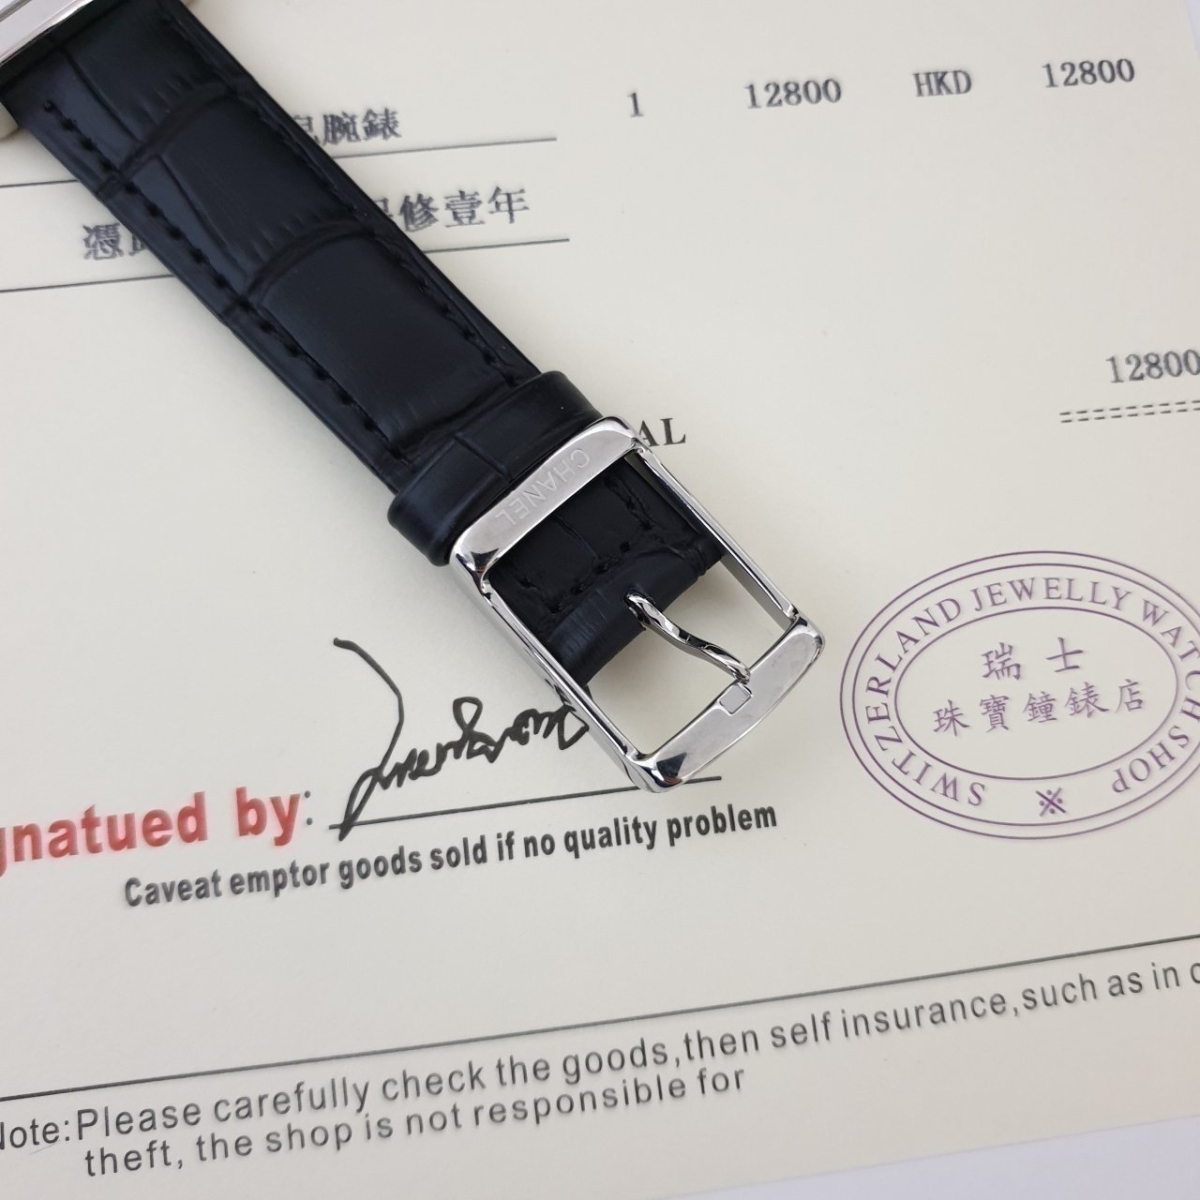 腕錶 1 12800 HKD 12800
憑 修壹年
12800
AL
CHANEL
SWITZERLAND JEWELLY WATCH SHOP
瑞士
珠寶鐘錶店
※
gnatued by:
Caveat emptor goods sold if no quality problem
Note:Please carefully check the goods,then self insurance,such as in c
theft, the shop is not responsible for